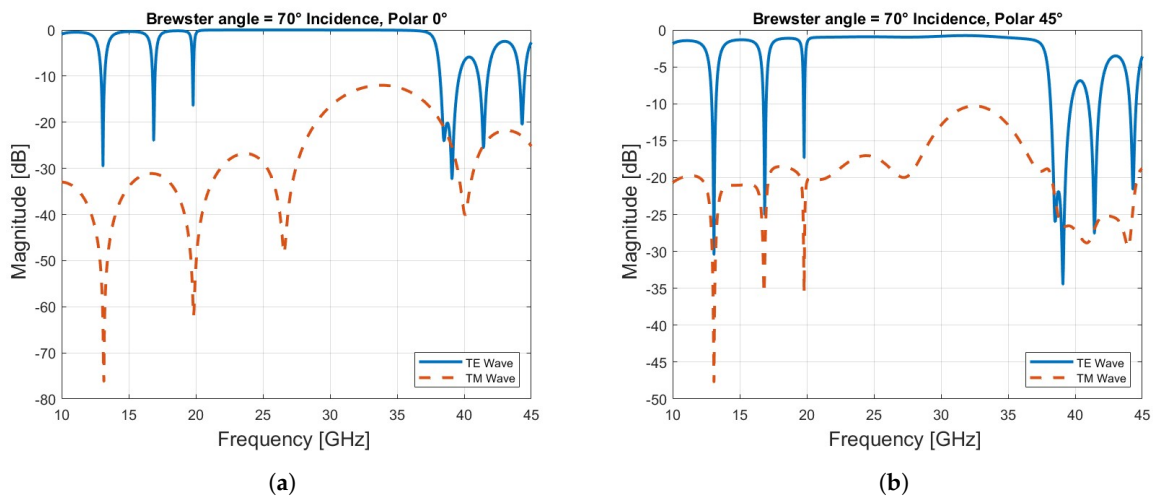 Brewster angle = 70° Incidence, Polar 0°
0
-10
-20
-30
-40
-50
-60
-70
-80
Magnitude [dB]
TE Wave
TM Wave
10 15 20 25 30 35 40 45
Frequency [GHz]
(a)
Brewster angle = 70° Incidence, Polar 45°
0
-5
-10
-15
-20
-25
-30
-35
-40
-45
-50
Magnitude [dB]
TE Wave
TM Wave
10 15 20 25 30 35 40 45
Frequency [GHz]
(b)